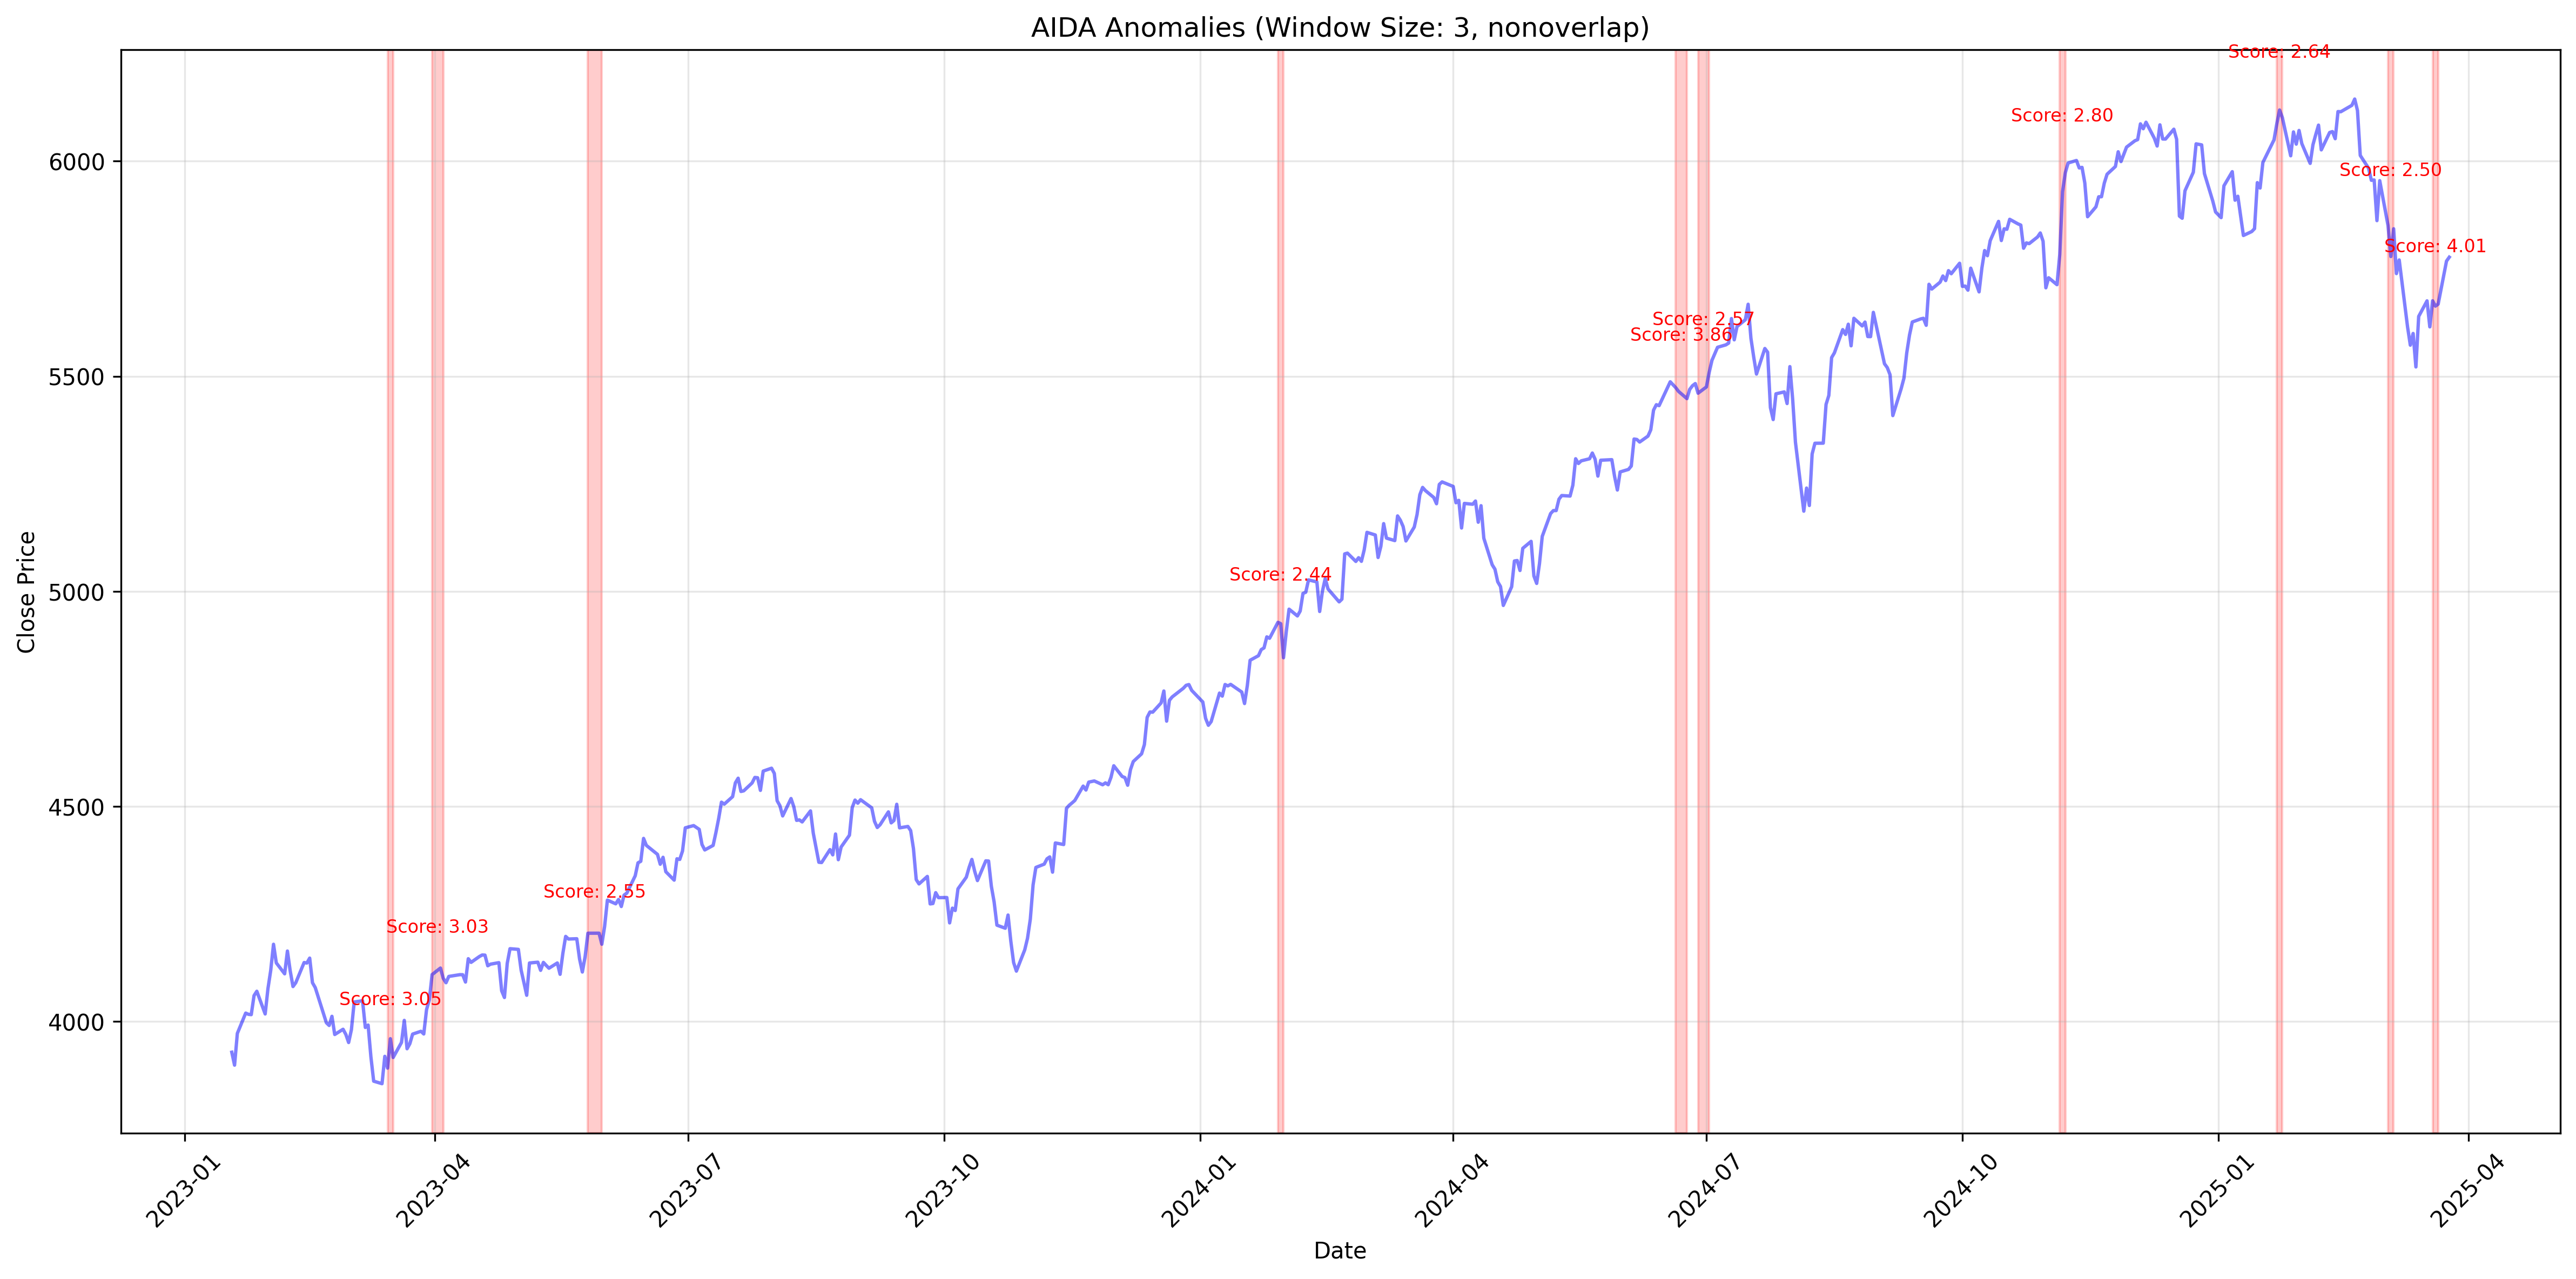 AIDA Anomalies (Window Size: 3, nonoverlap)
Score: 2.64
Score: 2.80
6000
Score: 2.50
Score: 4.01
Score: 2.57
Score: 3.86
5500
Score: 2.44
5000
Close Price
4500
Score: 2.55
Score: 3.03
Score: 3.05
4000
2023-01
2023-04
2023-07
2023-10
2024-01
2024-04
2024-07
2024-10
2025-01
2025-04
Date